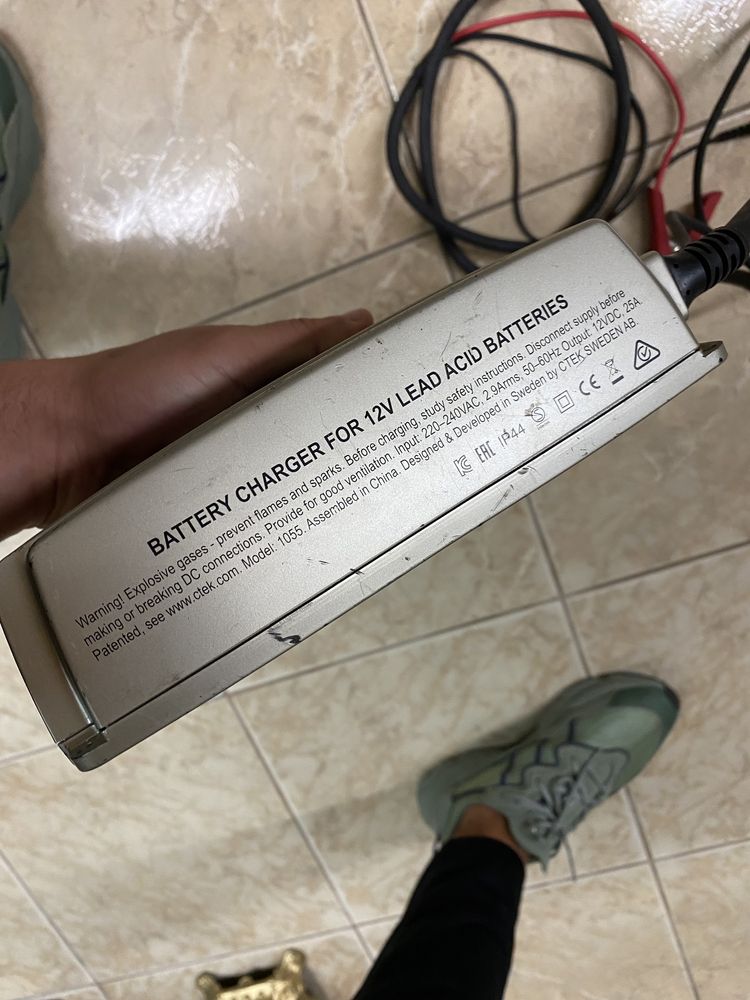 BATTERY CHARGER FOR 12V LEAD ACID BATTERIES
Warning! Explosive gases - prevent flames and sparks. Before charging, study safety instructions. Disconnect supply before
making or breaking DC connections. Provide for good ventilation. Input: 220–240VAC, 2.9Arms, 50–60Hz Output: 12VDC, 25A.
Patented, see www.ctek.com. Model: 1055. Assembled in China. Designed & Developed in Sweden by CTEK SWEDEN AB.
EAC IP44 CE